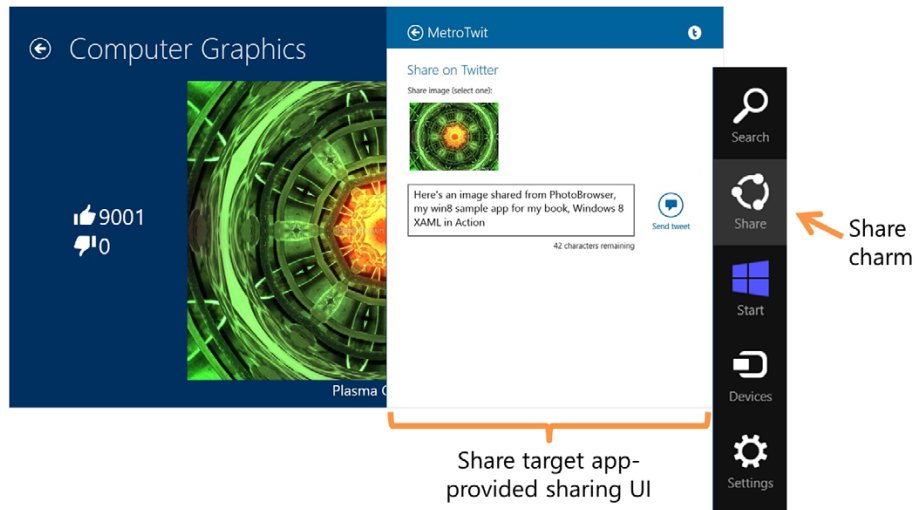 Computer Graphics
9001
0
Plasma
MetroTwit
Share on Twitter
Share image (select one):
Here's an image shared from PhotoBrowser,
my win8 sample app for my book, Windows 8
XAML in Action
42 characters remaining
Send tweet
Search
Share
Start
Devices
Settings
Share
charm
Share target app-
provided sharing UI